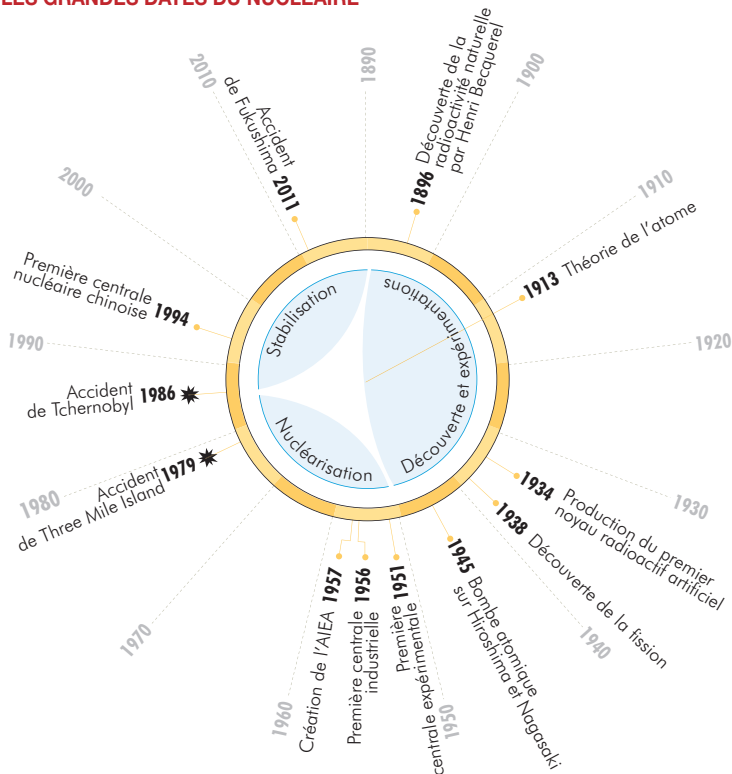 LES GRANDES DATES DU NUCLÉAIRE
1890
1896 Découverte de la
radioactivité naturelle
par Henri Becquerel
1900
1910
1913 Théorie de l'atome
1920
1930
1934 Production du premier
noyau radioactif artificiel
1938 Découverte de la fission
1940
1945 Bombe atomique
sur Hiroshima et Nagasaki
1950
1951 Première
centrale expérimentale
1956 Première centrale
industrielle
1957 Création de l'AIEA
1960
1970
1979 Accident
de Three Mile Island
1980
1986 Accident
de Tchernobyl
1990
Première centrale
nucléaire chinoise 1994
2000
2010
Accident
de Fukushima 2011
Découverte et expérimentations
Nucléarisation
Stabilisation